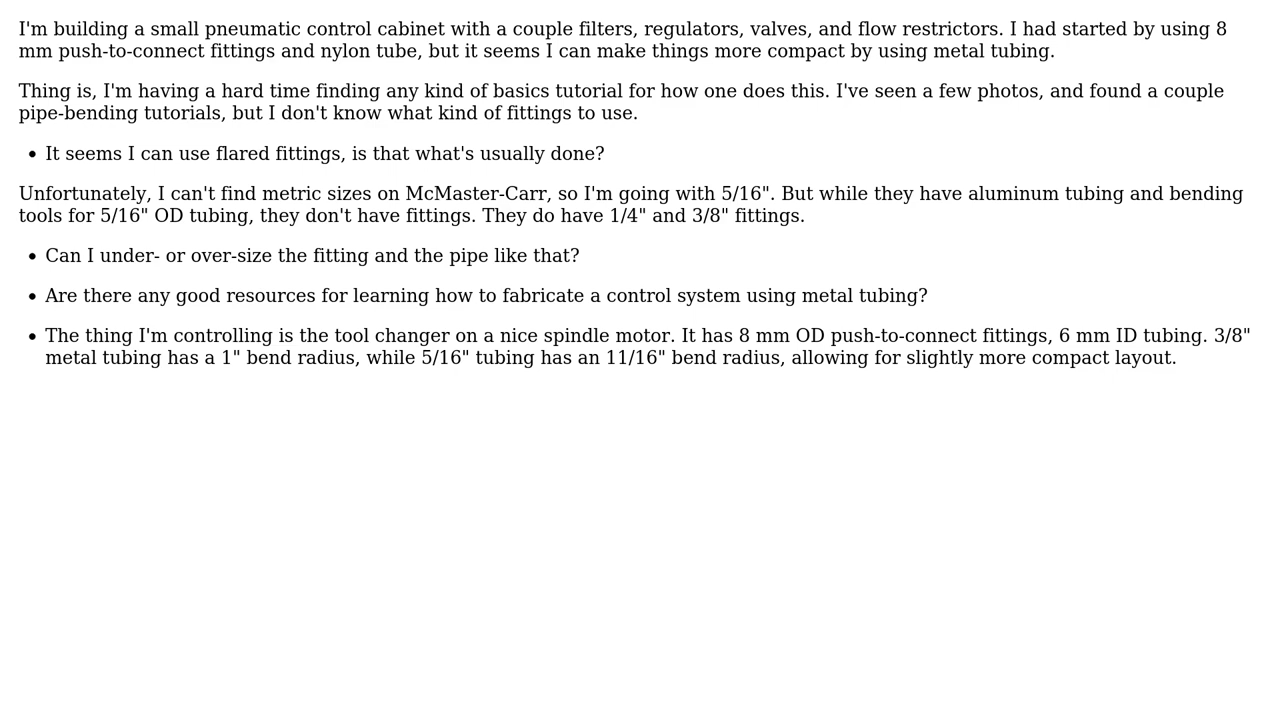 I'm building a small pneumatic control cabinet with a couple filters, regulators, valves, and flow restrictors. I had started by using 8
mm push-to-connect fittings and nylon tube, but it seems I can make things more compact by using metal tubing.
Thing is, I'm having a hard time finding any kind of basics tutorial for how one does this. I've seen a few photos, and found a couple
pipe-bending tutorials, but I don't know what kind of fittings to use.
• It seems I can use flared fittings, is that what's usually done?
Unfortunately, I can't find metric sizes on McMaster-Carr, so I'm going with 5/16". But while they have aluminum tubing and bending
tools for 5/16" OD tubing, they don't have fittings. They do have 1/4" and 3/8" fittings.
• Can I under- or over-size the fitting and the pipe like that?
• Are there any good resources for learning how to fabricate a control system using metal tubing?
• The thing I'm controlling is the tool changer on a nice spindle motor. It has 8 mm OD push-to-connect fittings, 6 mm ID tubing. 3/8"
metal tubing has a 1" bend radius, while 5/16" tubing has an 11/16" bend radius, allowing for slightly more compact layout.